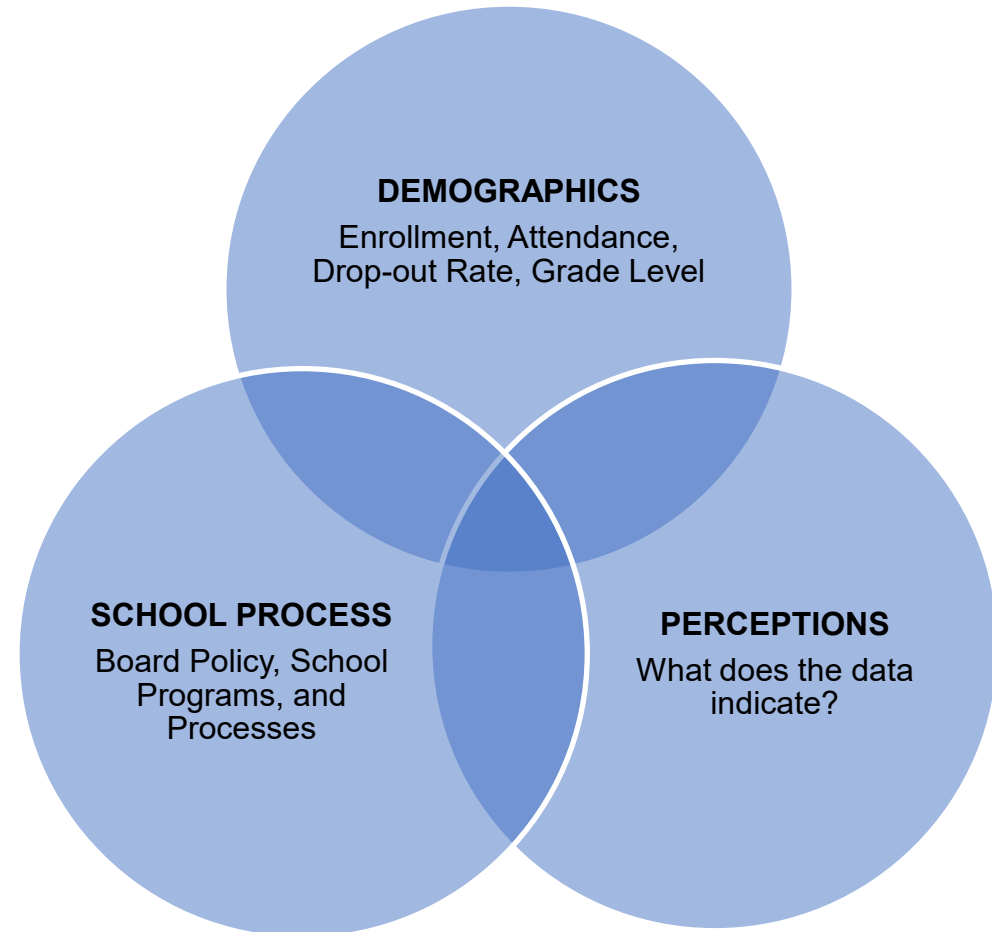 DEMOGRAPHICS
Enrollment, Attendance,
Drop-out Rate, Grade Level
SCHOOL PROCESS
Board Policy, School
Programs, and
Processes
PERCEPTIONS
What does the data
indicate?